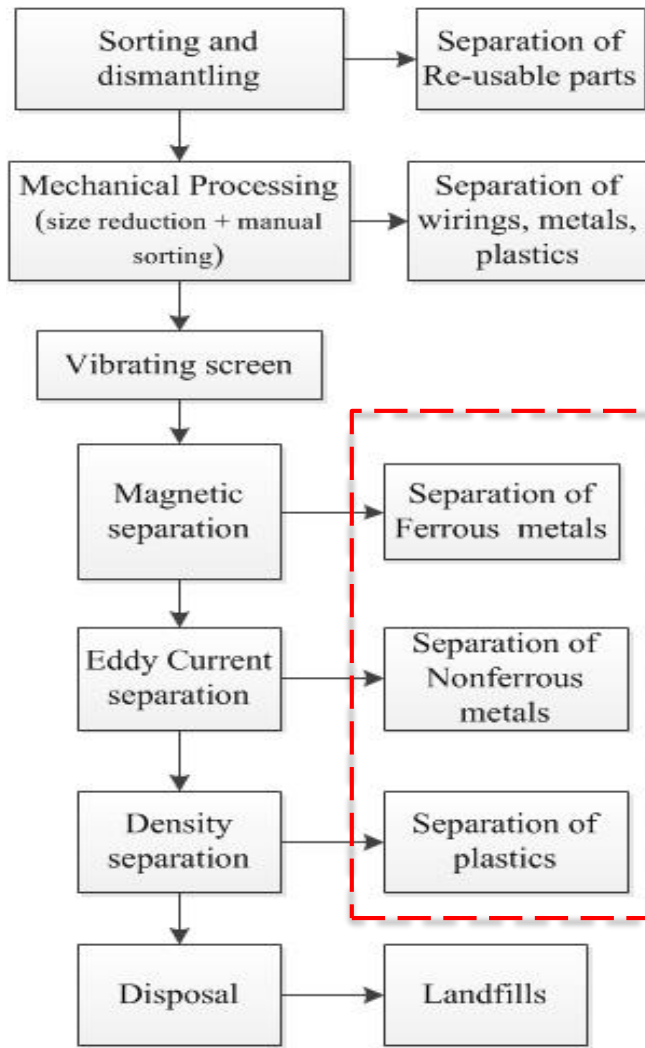 Sorting and
dismantling
Separation of
Re-usable parts
Mechanical Processing
(size reduction + manual
sorting)
Separation of
wirings, metals,
plastics
Vibrating screen
Magnetic
separation
Separation of
Ferrous metals
Eddy Current
separation
Separation of
Nonferrous
metals
Density
separation
Separation of
plastics
Disposal
Landfills